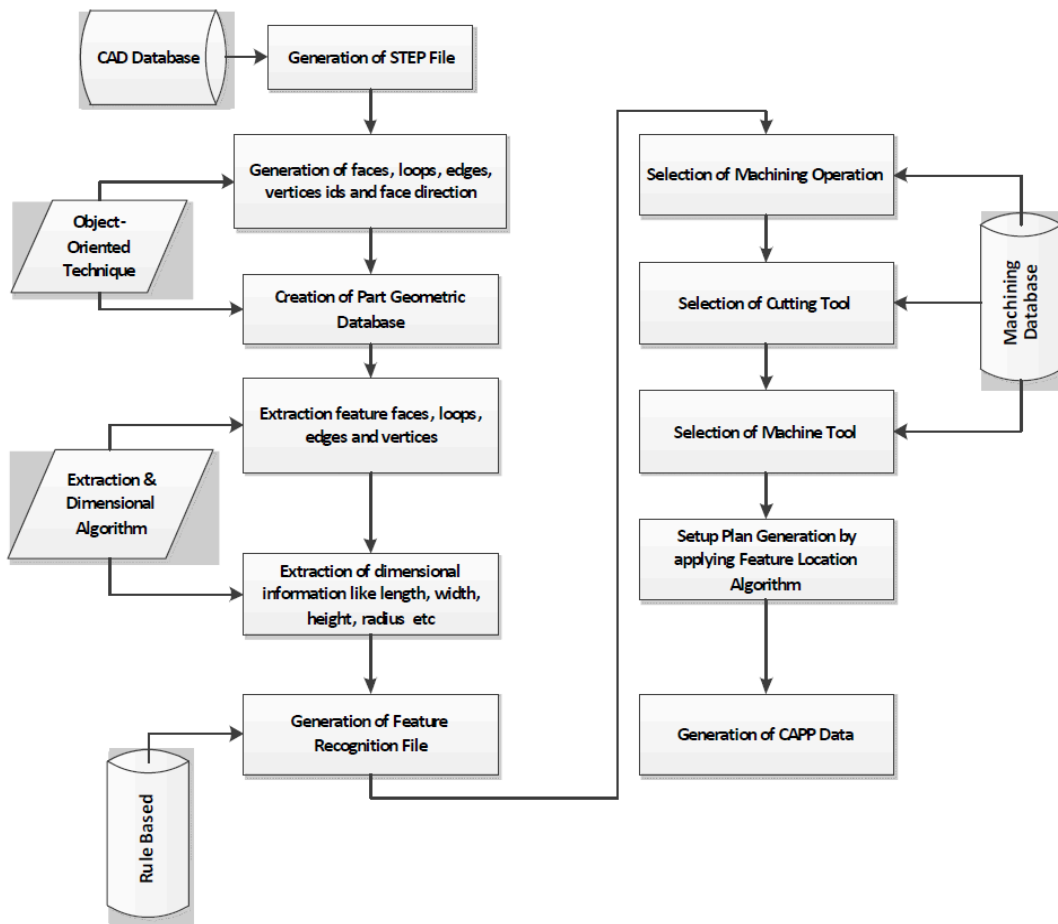 CAD Database
Generation of STEP File
Generation of faces, loops, edges,
vertices ids and face direction
Object-
Oriented
Technique
Creation of Part Geometric
Database
Extraction feature faces, loops,
edges and vertices
Extraction &
Dimensional
Algorithm
Extraction of dimensional
information like length, width,
height, radius etc
Generation of Feature
Recognition File
Rule Based
Selection of Machining Operation
Selection of Cutting Tool
Machining
Database
Selection of Machine Tool
Setup Plan Generation by
applying Feature Location
Algorithm
Generation of CAPP Data